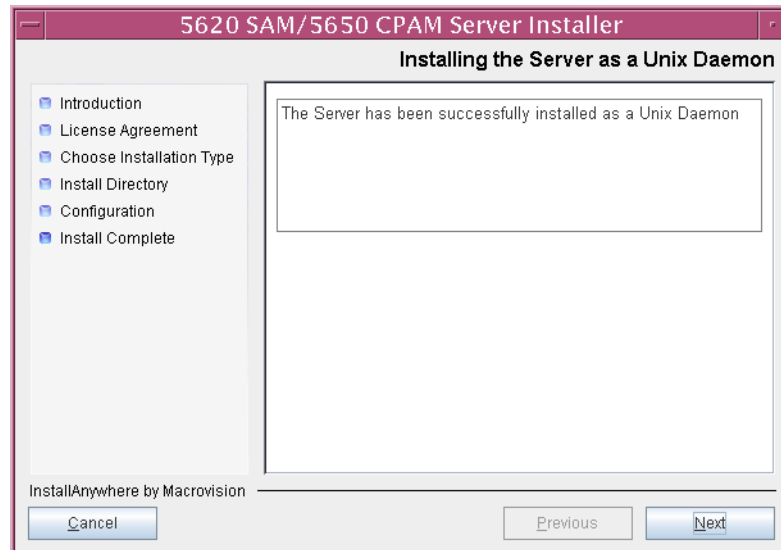 5620 SAM/5650 CPAM Server Installer
Installing the Server as a Unix Daemon
Introduction
License Agreement
Choose Installation Type
Install Directory
Configuration
Install Complete
The Server has been successfully installed as a Unix Daemon
InstallAnywhere by Macrovision
Cancel
Previous
Next